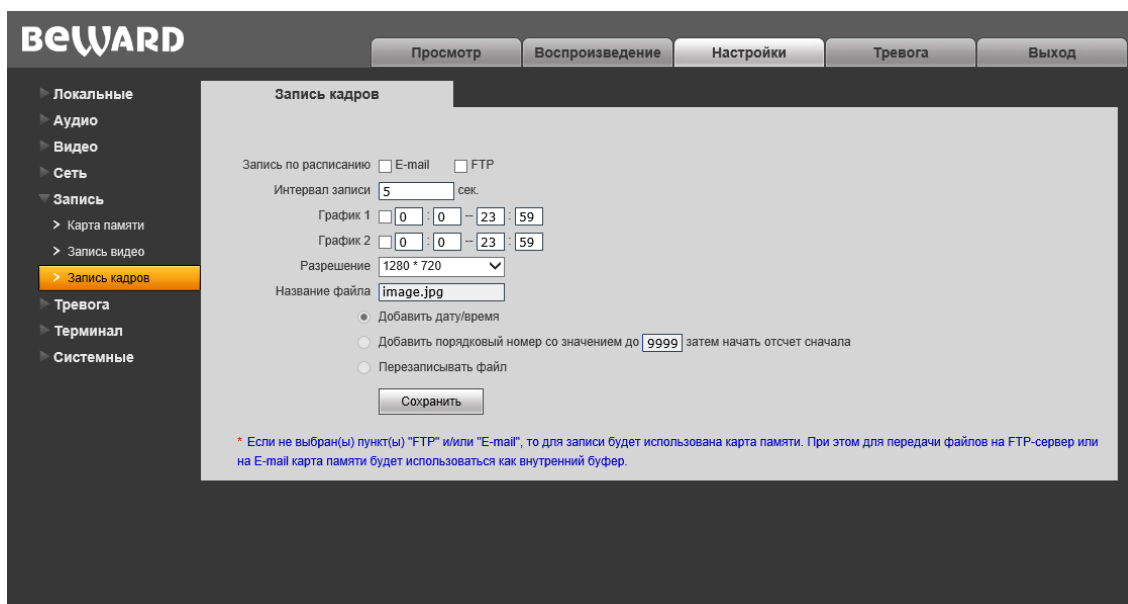 BEWARD
Просмотр Воспроизведение Настройки Тревога Выход
Локальные
Аудио
Видео
Сеть
Запись
> Карта памяти
> Запись видео
> Запись кадров
Тревога
Терминал
Системные
Запись кадров
Запись по расписанию E-mail FTP
Интервал записи 5 сек.
График 1 0 : 0 -- 23 : 59
График 2 0 : 0 -- 23 : 59
Разрешение 1280 * 720
Название файла image.jpg
Добавить дату/время
Добавить порядковый номер со значением до 9999 затем начать отсчет сначала
Перезаписывать файл
Сохранить
* Если не выбран(ы) пункт(ы) "FTP" и/или "E-mail", то для записи будет использована карта памяти. При этом для передачи файлов на FTP-сервер или
на E-mail карта памяти будет использоваться как внутренний буфер.